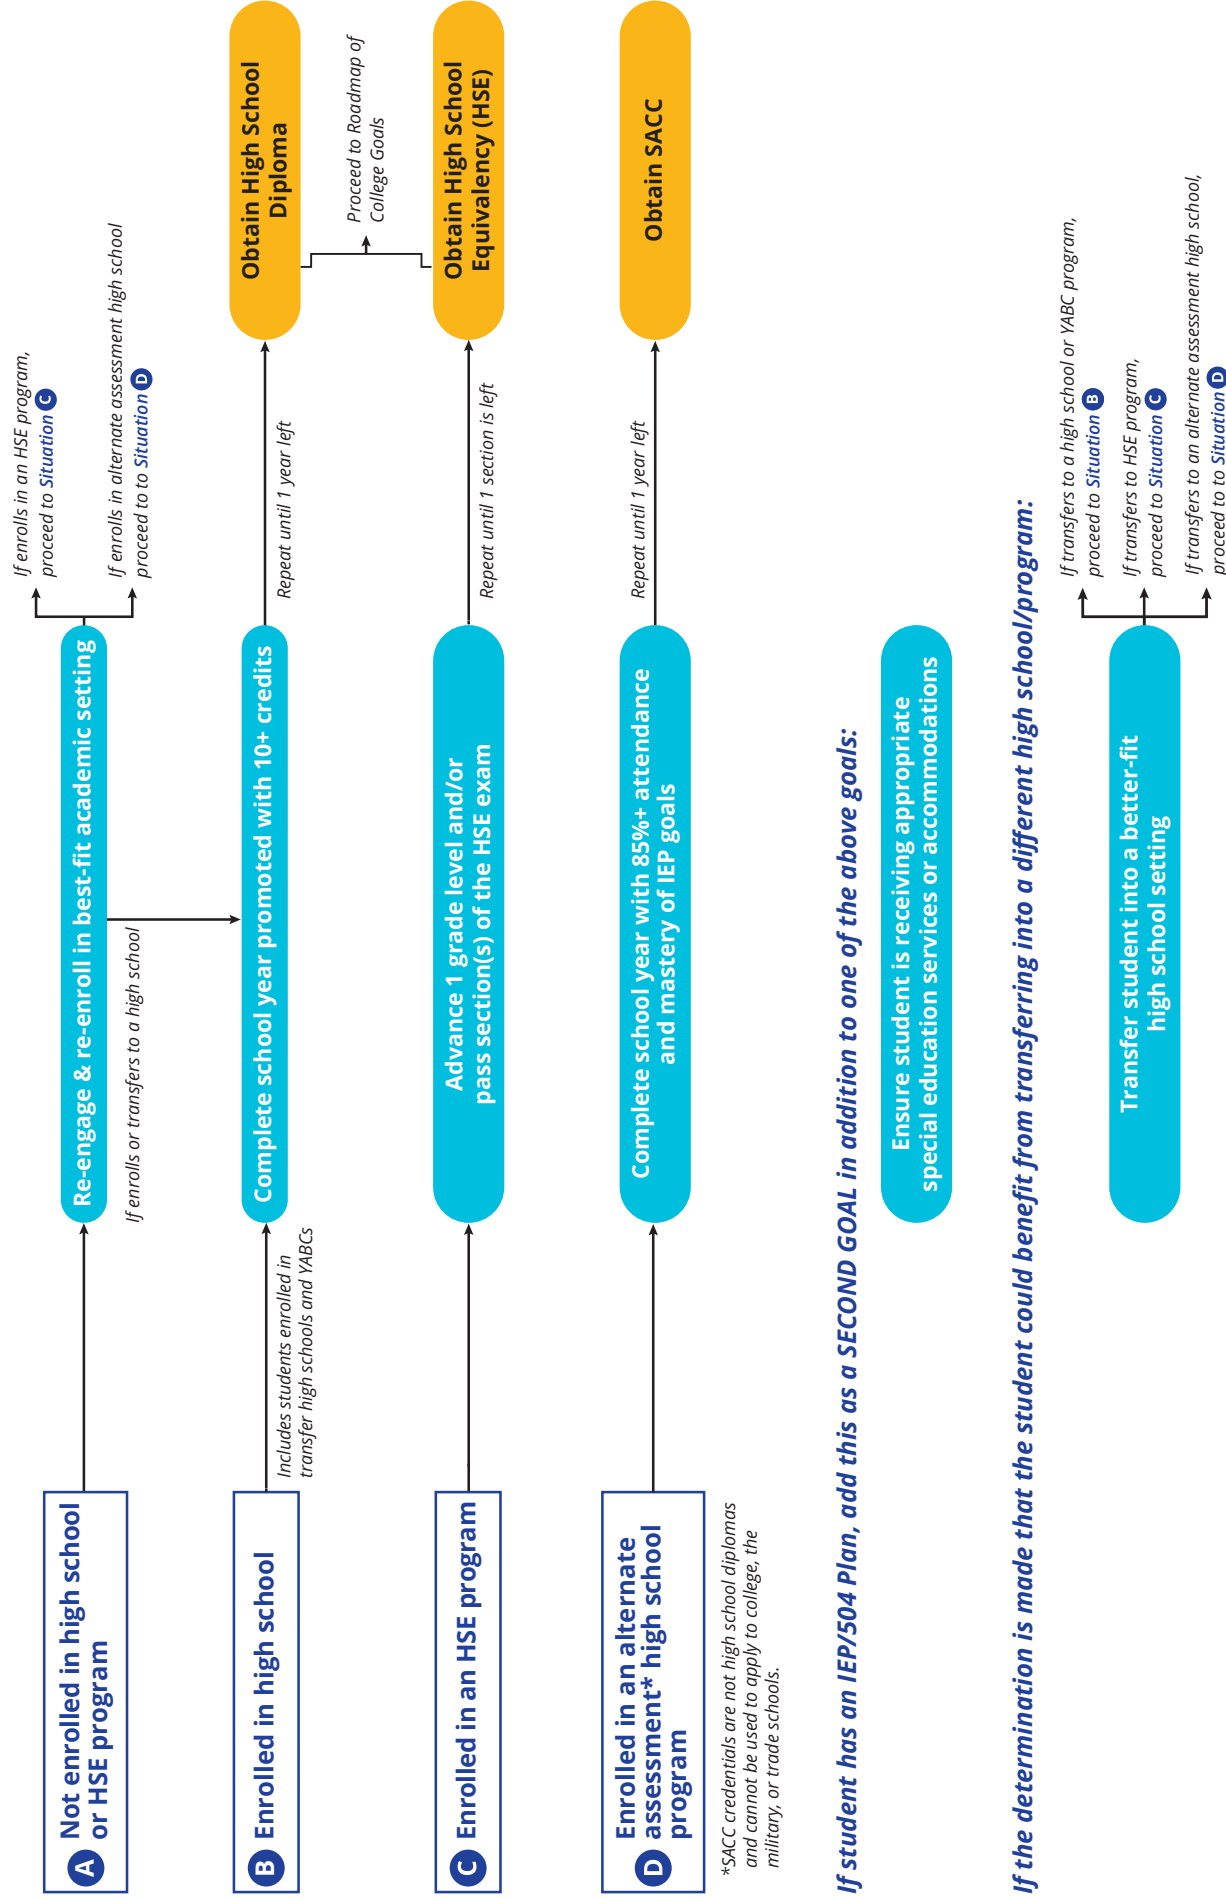 A Not enrolled in high school
or HSE program
Re-engage & re-enroll in best-fit academic setting
If enrolls in an HSE program,
proceed to Situation C
If enrolls in alternate assessment high school
proceed to to Situation D
If enrolls or transfers to a high school
B Enrolled in high school
Includes students enrolled in
transfer high schools and YABCs
Complete school year promoted with 10+ credits
Repeat until 1 year left
Obtain High School
Diploma
Proceed to Roadmap of
College Goals
C Enrolled in an HSE program
Advance 1 grade level and/or
pass section(s) of the HSE exam
Repeat until 1 section is left
Obtain High School
Equivalency (HSE)
D Enrolled in an alternate
assessment* high school
program
Complete school year with 85%+ attendance
and mastery of IEP goals
Repeat until 1 year left
Obtain SACC
*SACC credentials are not high school diplomas
and cannot be used to apply to college, the
military, or trade schools.
If student has an IEP/504 Plan, add this as a SECOND GOAL in addition to one of the above goals:
Ensure student is receiving appropriate
special education services or accommodations
If the determination is made that the student could benefit from transferring into a different high school/program:
Transfer student into a better-fit
high school setting
If transfers to a high school or YABC program,
proceed to Situation B
If transfers to HSE program,
proceed to Situation C
If transfers to an alternate assessment high school,
proceed to to Situation D